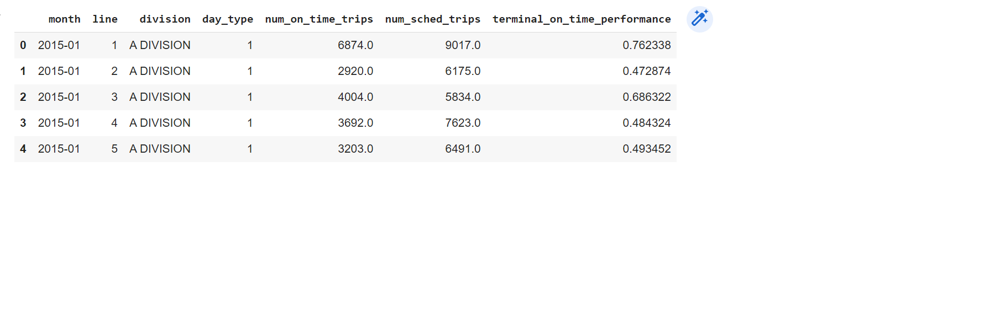 month line division day_type num_on_time_trips num_sched_trips terminal_on_time_performance
0 2015-01 1 A DIVISION 1 6874.0 9017.0 0.762338
1 2015-01 2 A DIVISION 1 2920.0 6175.0 0.472874
2 2015-01 3 A DIVISION 1 4004.0 5834.0 0.686322
3 2015-01 4 A DIVISION 1 3692.0 7623.0 0.484324
4 2015-01 5 A DIVISION 1 3203.0 6491.0 0.493452